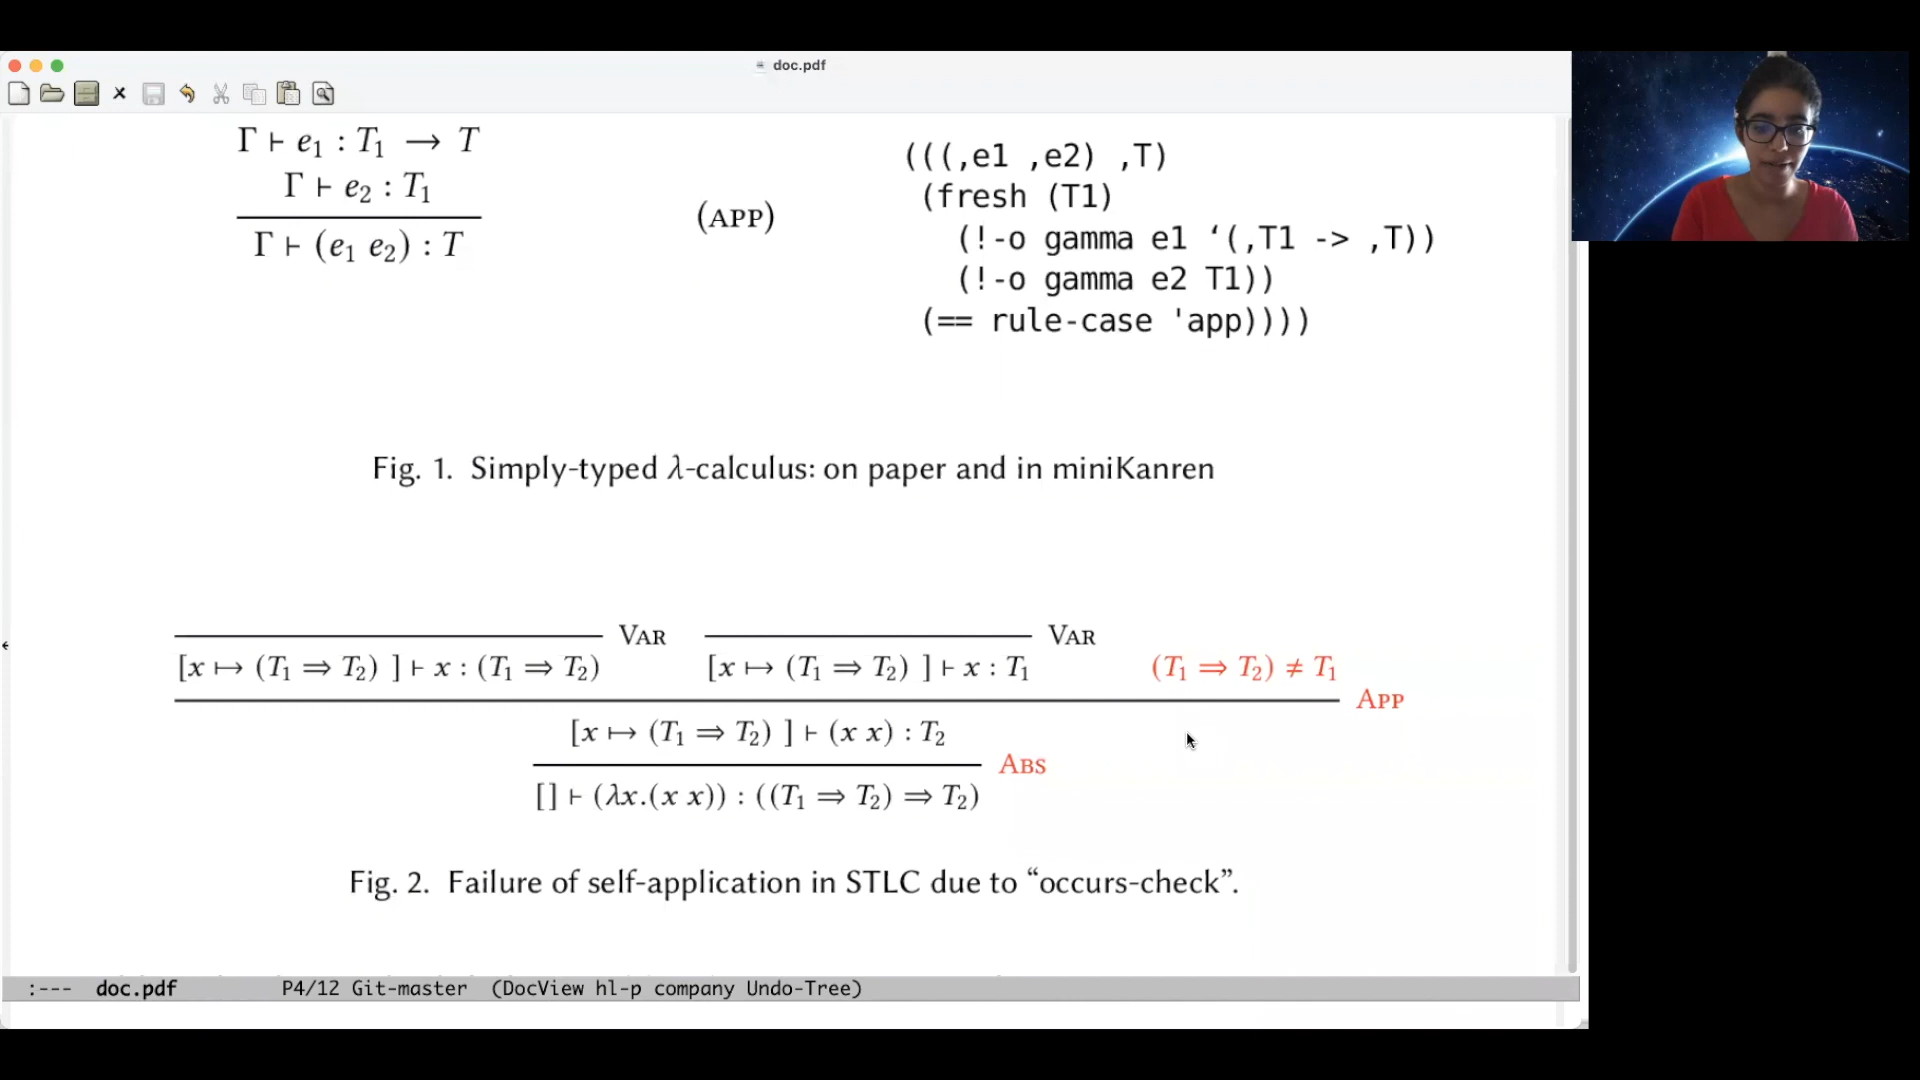 doc.pdf
Γ ⊢ e₁ : T₁ → T
Γ ⊢ e₂ : T₁
Γ ⊢ (e₁ e₂) : T
(APP)
(((,e1 ,e2) ,T)
(fresh (T1)
(!-o gamma e1 ‘(,T1 -> ,T))
(!-o gamma e2 T1))
(== rule-case 'app))))
Fig. 1. Simply-typed λ-calculus: on paper and in miniKanren
VAR VAR
[x ↦ (T₁ ⇒ T₂) ] ⊢ x : (T₁ ⇒ T₂) [x ↦ (T₁ ⇒ T₂) ] ⊢ x : T₁ (T₁ ⇒ T₂) ≠ T₁
APP
[x ↦ (T₁ ⇒ T₂) ] ⊢ (x x) : T₂
ABS
[] ⊢ (λx.(x x)) : ((T₁ ⇒ T₂) ⇒ T₂)
Fig. 2. Failure of self-application in STLC due to “occurs-check”.
:--- doc.pdf P4/12 Git-master (DocView hl-p company Undo-Tree)